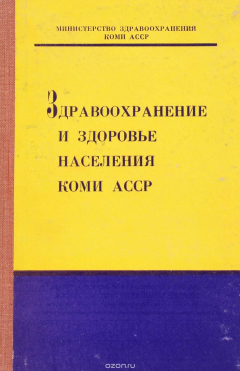 МИНИСТЕРСТВО ЗДРАВООХРАНЕНИЯ
КОМИ АССР
ЗДРАВООХРАНЕНИЕ
И ЗДОРОВЬЕ
НАСЕЛЕНИЯ
КОМИ АССР
ozon.ru